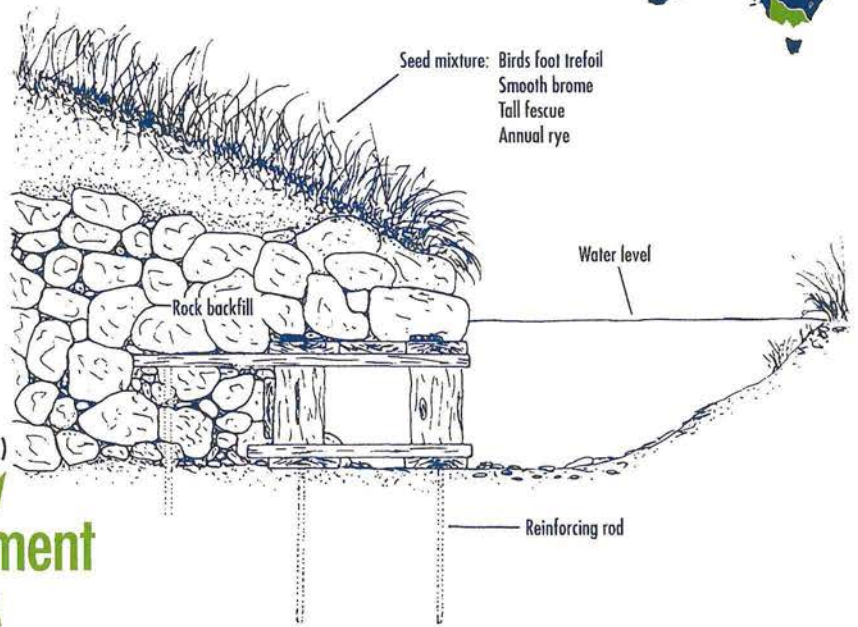 Seed mixture: Birds foot trefoil
Smooth brome
Tall fescue
Annual rye
Water level
Rock backfill
)
ment
Reinforcing rod